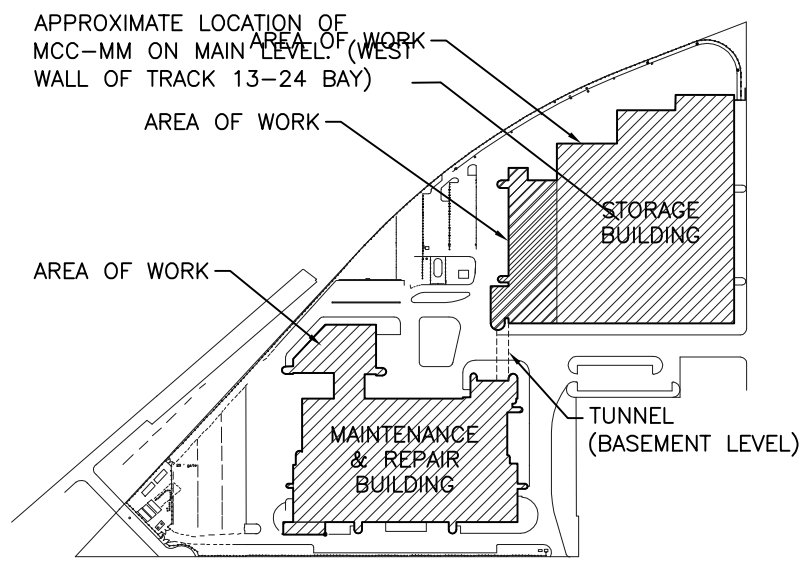 APPROXIMATE LOCATION OF
MCC-MM ON MAIN LEVEL. (WEST
WALL OF TRACK 13-24 BAY)
AREA OF WORK
AREA OF WORK
STORAGE
BUILDING
AREA OF WORK
TUNNEL
(BASEMENT LEVEL)
MAINTENANCE
& REPAIR
BUILDING